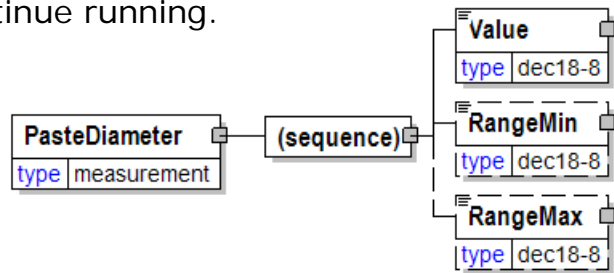 tinue running.
Value
type dec18-8
PasteDiameter
type measurement
(sequence)
RangeMin
type dec18-8
RangeMax
type dec18-8